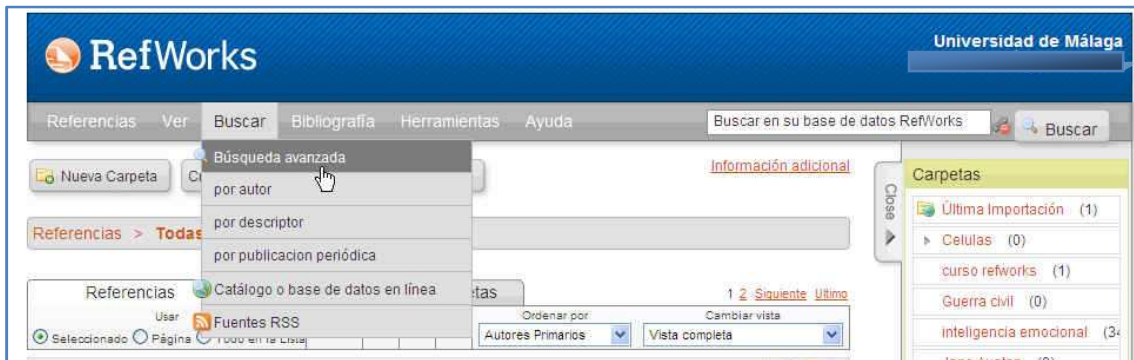 RefWorks
Universidad de Málaga
Referencias Ver Buscar Bibliografía Herramientas Ayuda
Buscar en su base de datos RefWorks Buscar
Búsqueda avanzada
por autor
por descriptor
por publicacion periódica
Catálogo o base de datos en línea
Fuentes RSS
Nueva Carpeta
Información adicional
Close
Referencias > Todas
Referencias
1 2 Siguiente Ultimo
Usar
Seleccionado Página
Ordenar por
Autores Primarios
Cambiar vista
Vista completa
Carpetas
Última Importación (1)
Celulas (0)
curso refworks (1)
Guerra civil (0)
inteligencia emocional